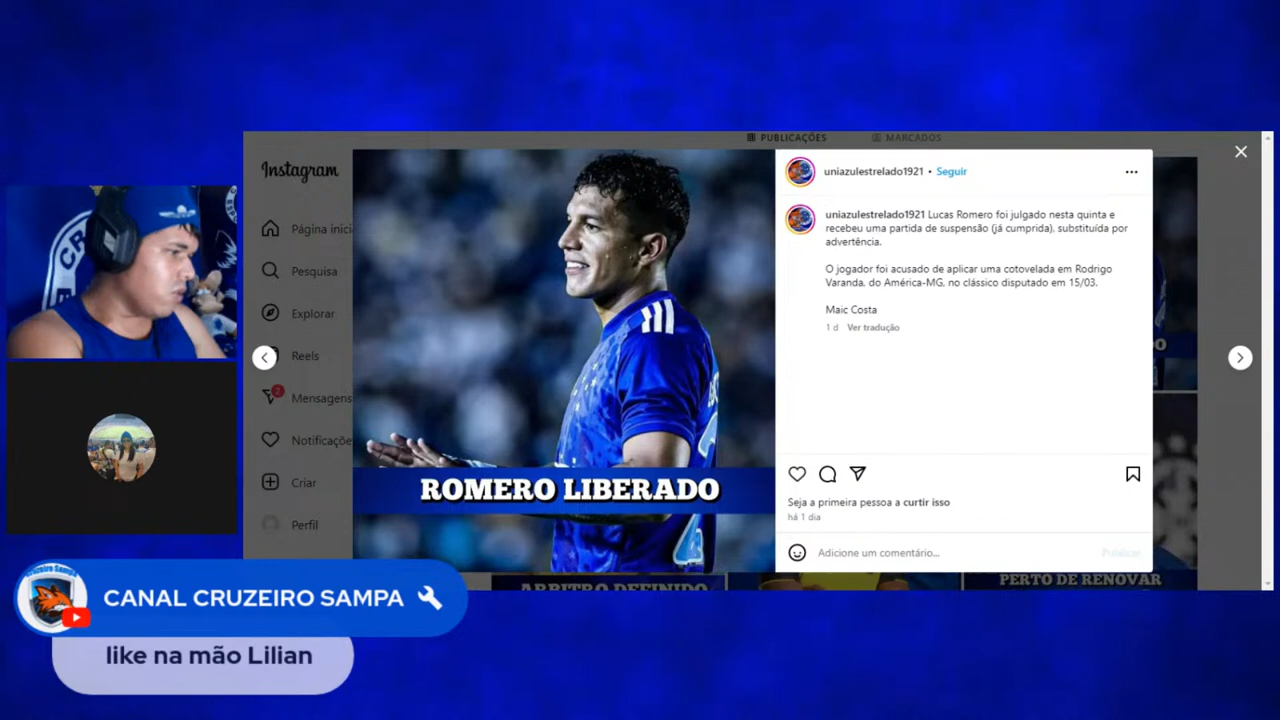 PUBLICAÇÕES
MARCADOS
Instagram
Página inici
Pesquisa
Explorar
Reels
2
Mensagens
Notificaçõe
Criar
Perfil
ROMERO LIBERADO
uniazulestrelado1921 • Seguir
uniazulestrelado1921 Lucas Romero foi julgado nesta quinta e
recebeu uma partida de suspensão (já cumprida), substituída por
advertência.
O jogador foi acusado de aplicar uma cotovelada em Rodrigo
Varanda, do América-MG, no clássico disputado em 15/03.
Maic Costa
1 d Ver tradução
Seja a primeira pessoa a curtir isso
há 1 dia
Adicione um comentário...
Publicar
ARBITRO DEFINIDO
PERTO DE RENOVAR
CANAL CRUZEIRO SAMPA
like na mão Lilian